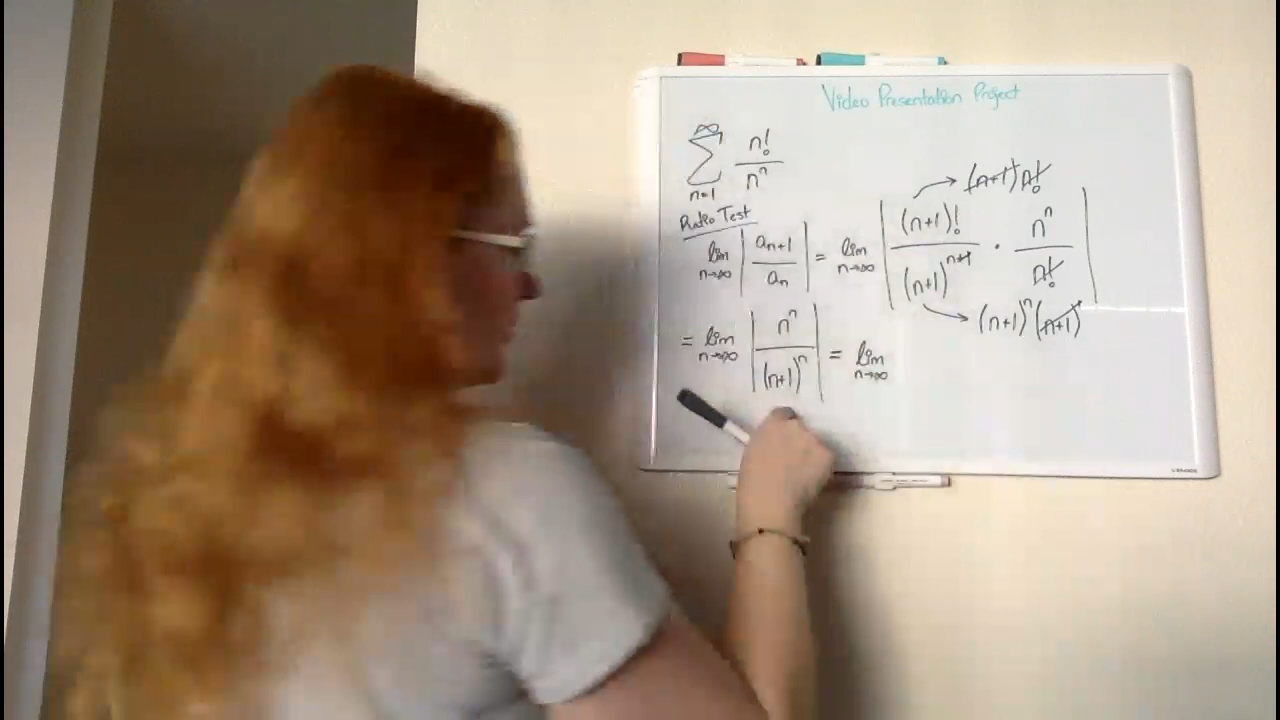 Video Presentation Project
∞
∑ n! / nⁿ
n=1
Ratio Test
lim n→∞ | aₙ₊₁ / aₙ | = lim n→∞ | (n+1)! / (n+1)ⁿ⁺¹ · nⁿ / n! |
→ (n+1) n!
→ (n+1)ⁿ (n+1)
= lim n→∞ | nⁿ / (n+1)ⁿ | = lim n→∞